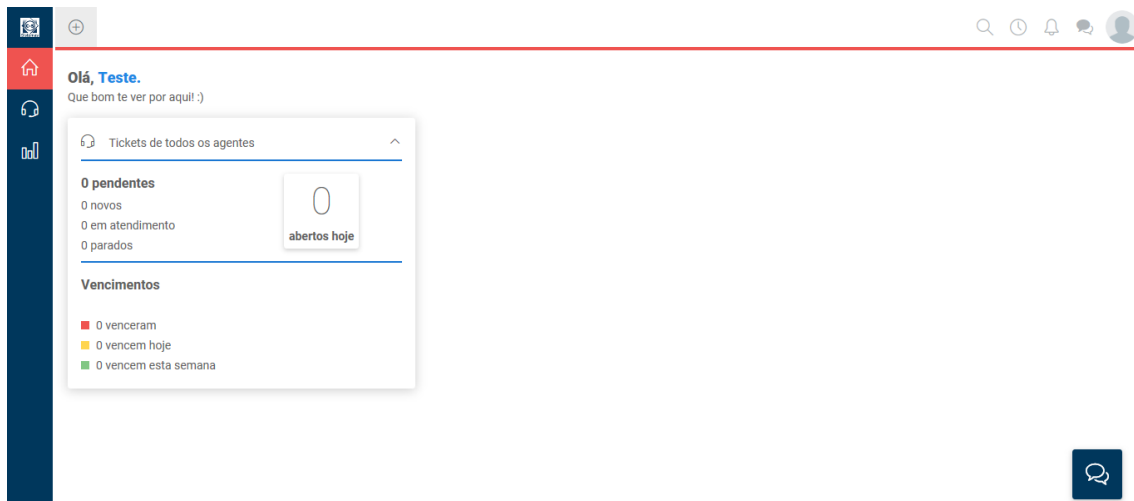 Olá, Teste.
Que bom te ver por aqui! :)
Tickets de todos os agentes
0 pendentes
0 novos
0 em atendimento
0 parados
0
abertos hoje
Vencimentos
0 venceram
0 vencem hoje
0 vencem esta semana